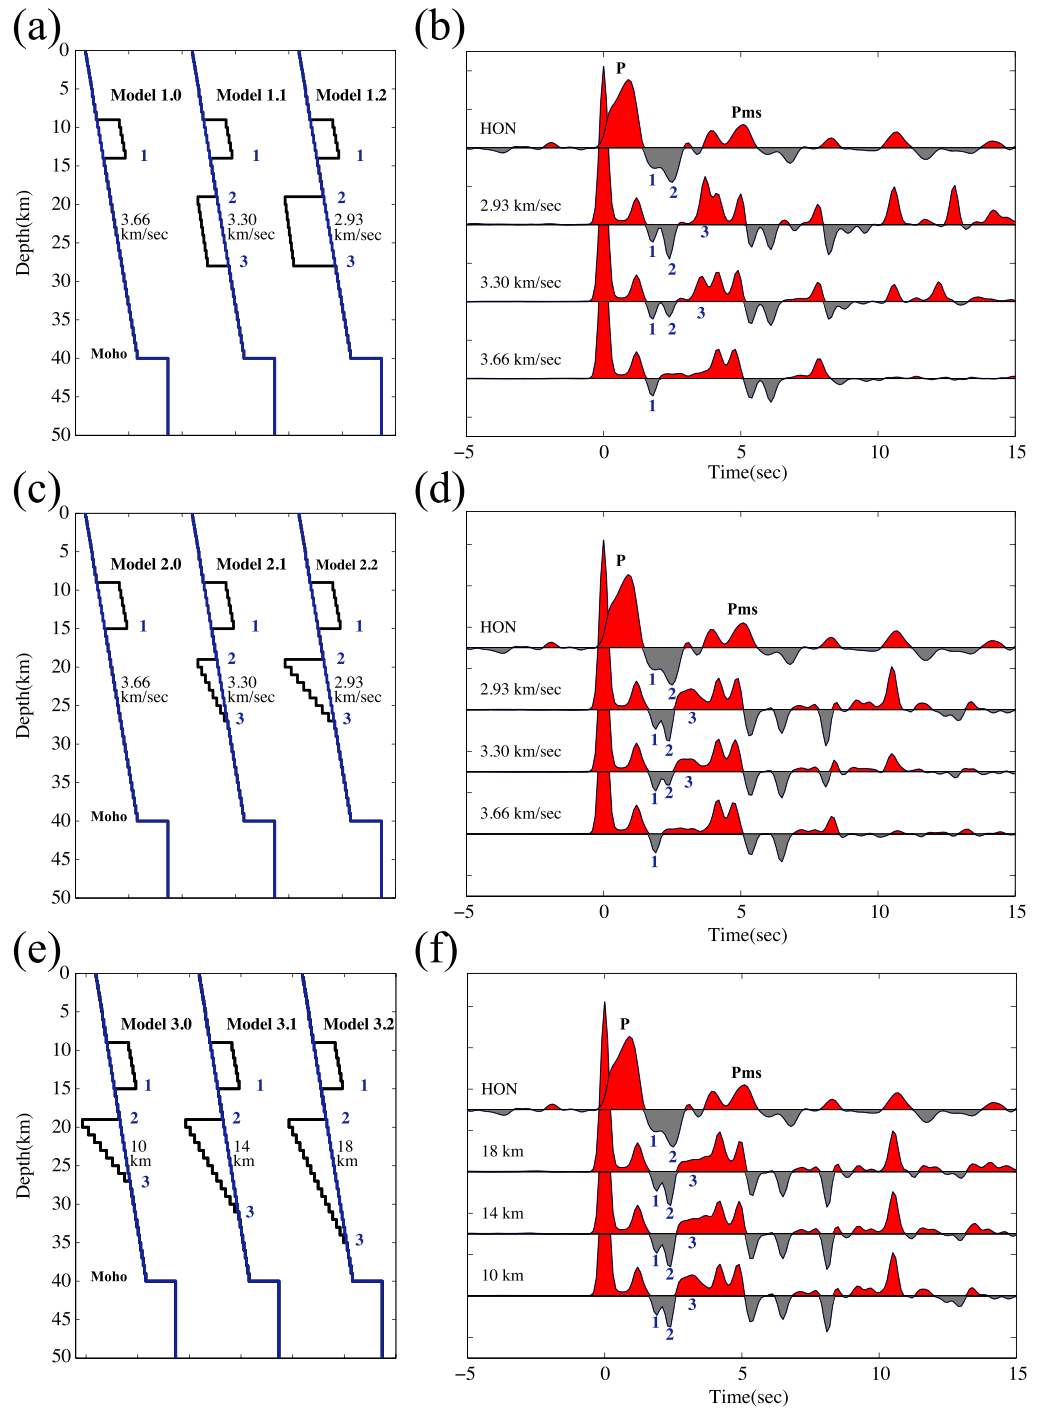 (a)
0
5
10
15
20
25
30
35
40
45
50
Depth(km)
Model 1.0
Model 1.1
Model 1.2
1
1
1
2
2
3.66
km/sec
3.30
km/sec
2.93
km/sec
3
3
Moho
(b)
P
Pms
HON
1
2
2.93 km/sec
1
2
3
3.30 km/sec
1
2
3
3.66 km/sec
1
−5
0
5
10
15
Time(sec)
(c)
0
5
10
15
20
25
30
35
40
45
50
Depth(km)
Model 2.0
Model 2.1
Model 2.2
1
1
1
2
2
3.66
km/sec
3.30
km/sec
2.93
km/sec
3
3
Moho
(d)
P
Pms
HON
1
2
2.93 km/sec
1
2
3
3.30 km/sec
1
2
3
3.66 km/sec
1
−5
0
5
10
15
Time(sec)
(e)
0
5
10
15
20
25
30
35
40
45
50
Depth(km)
Model 3.0
Model 3.1
Model 3.2
1
1
1
2
2
2
10
km
14
km
18
km
3
3
3
Moho
(f)
P
Pms
HON
1
2
18 km
1
2
3
14 km
1
2
3
10 km
1
2
3
−5
0
5
10
15
Time(sec)